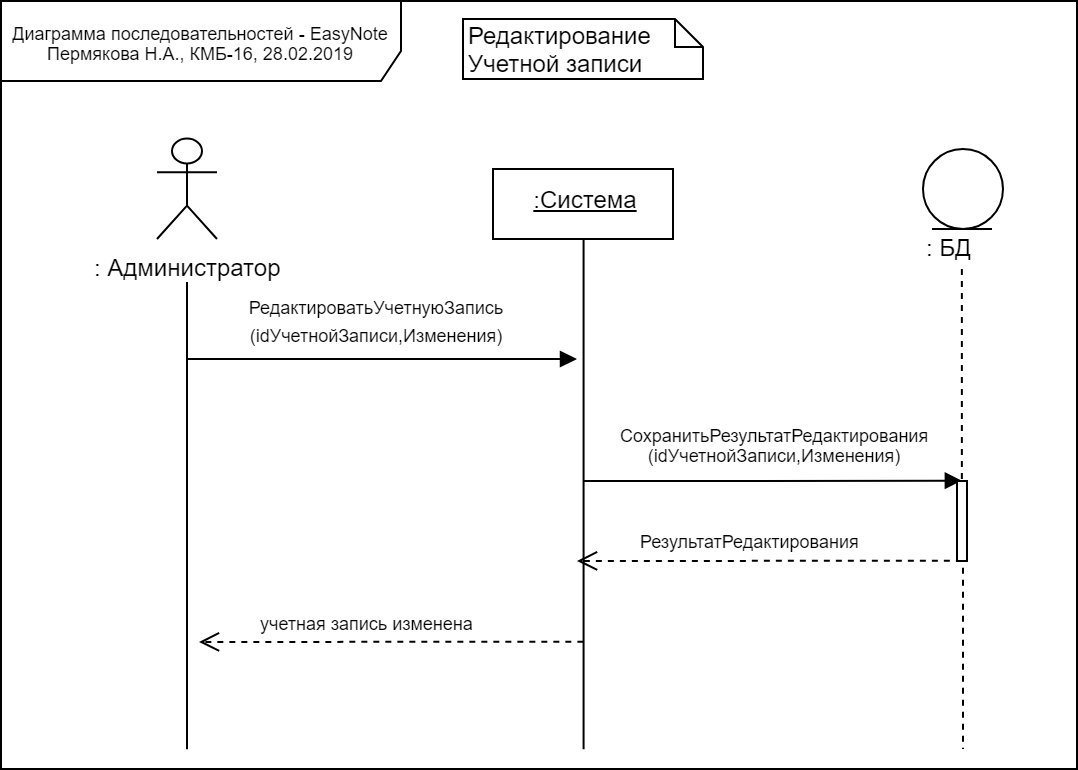 Диаграмма последовательностей - EasyNote
Пермякова Н.А., КМБ-16, 28.02.2019
Редактирование
Учетной записи
:Система
: БД
: Администратор
РедактироватьУчетнуюЗапись
(idУчетнойЗаписи,Изменения)
СохранитьРезультатРедактирования
(idУчетнойЗаписи,Изменения)
РезультатРедактирования
учетная запись изменена